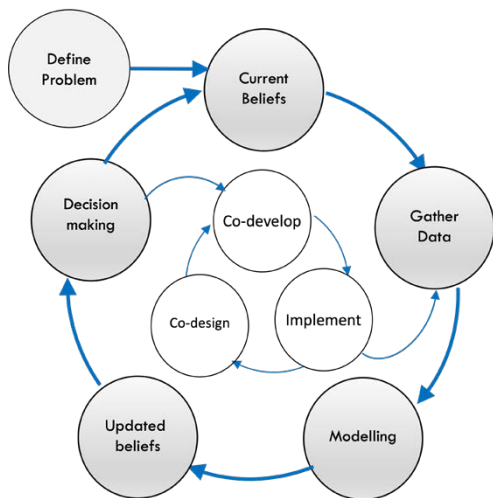 Define
Problem
Current
Beliefs
Decision
making
Co-develop
Gather
Data
Co-design
Implement
Updated
beliefs
Modelling